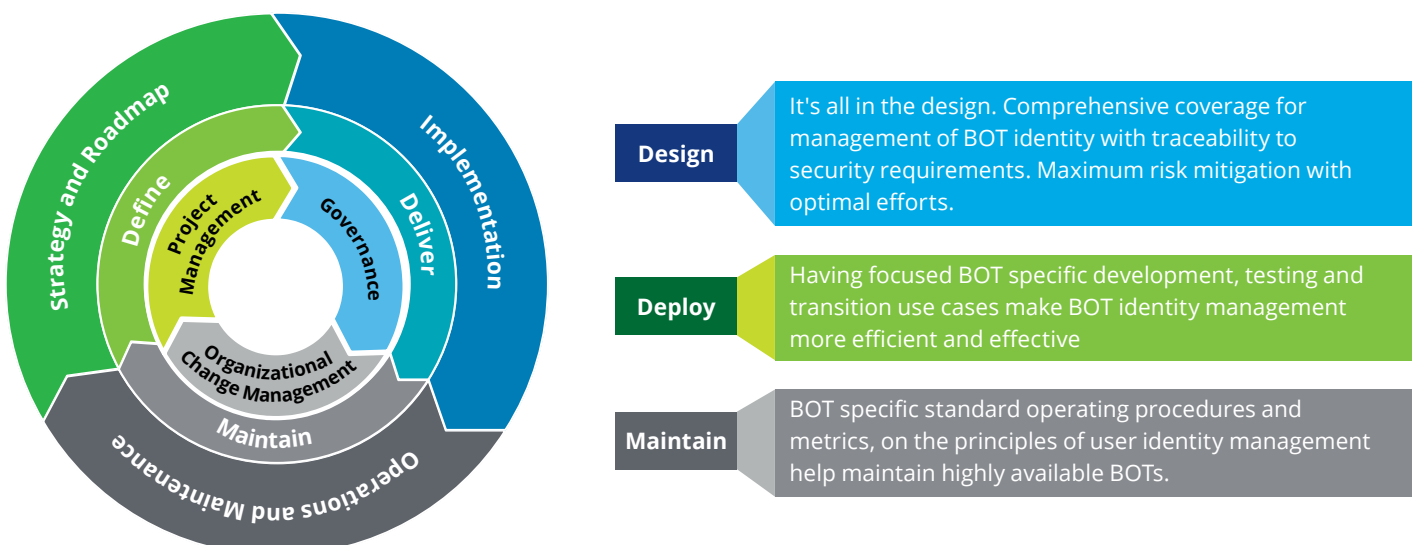 Strategy and Roadmap
Implementation
Define
Deliver
Project
Management
Governance
Organizational
Change Management
Maintain
Operations and Maintenance
Design
It's all in the design. Comprehensive coverage for
management of BOT identity with traceability to
security requirements. Maximum risk mitigation with
optimal efforts.
Deploy
Having focused BOT specific development, testing and
transition use cases make BOT identity management
more efficient and effective
Maintain
BOT specific standard operating procedures and
metrics, on the principles of user identity management
help maintain highly available BOTs.